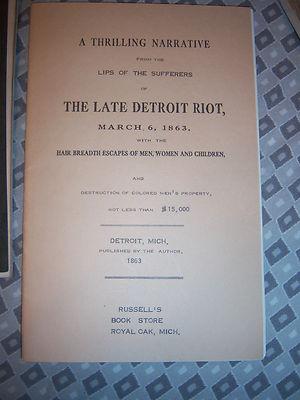 A THRILLING NARRATIVE
FROM THE
LIPS OF THE SUFFERERS
OF
THE LATE DETROIT RIOT,
MARCH 6, 1863,
WITH THE
HAIR BREADTH ESCAPES OF MEN, WOMEN AND CHILDREN,
AND
DESTRUCTION OF COLORED MEN'S PROPERTY,
NOT LESS THAN $15,000
DETROIT, MICH,
PUBLISHED BY THE AUTHOR,
1863
RUSSELL'S
BOOK STORE
ROYAL OAK, MICH.